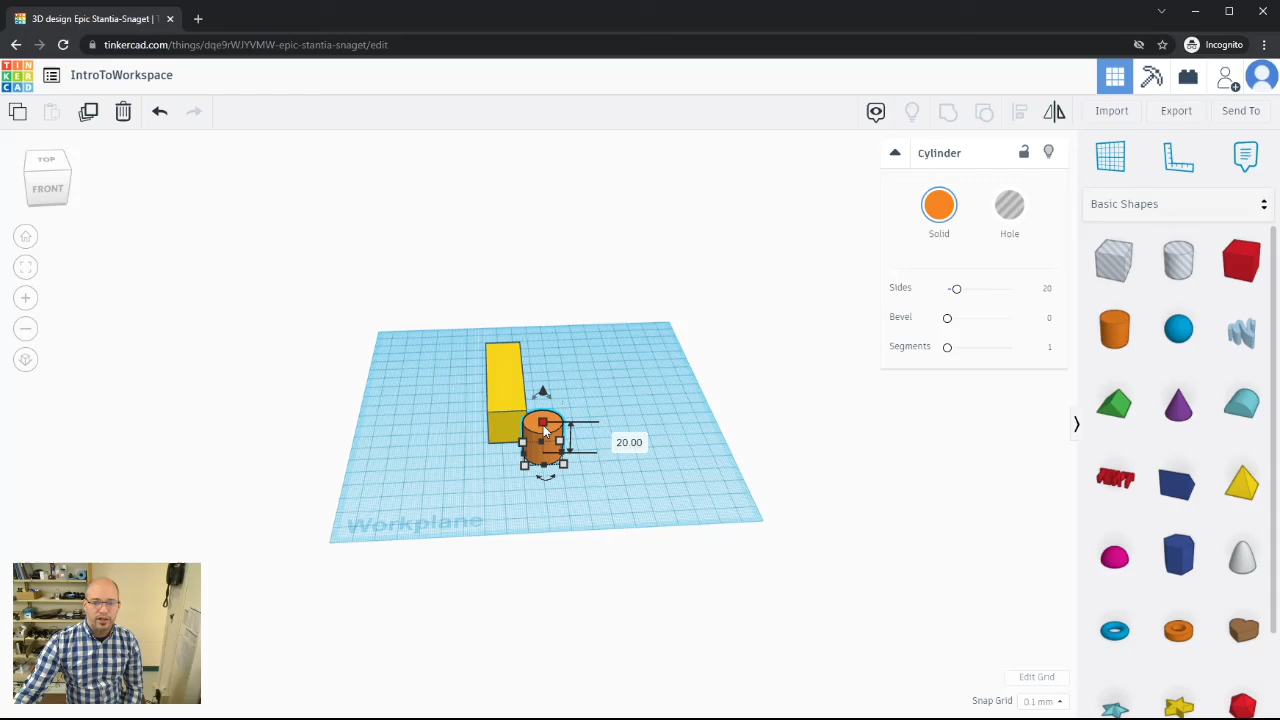 3D design Epic Stantia-Snaget | T
tinkercad.com/things/dqe9rWJYVMW-epic-stantia-snaget/edit
Incognito
TIN
KER
CAD
IntroToWorkspace
Import
Export
Send To
TOP
FRONT
Cylinder
Solid
Hole
Sides
20
Bevel
0
Segments
1
Basic Shapes
TEXT
20.00
Workplane
Edit Grid
Snap Grid
0.1 mm